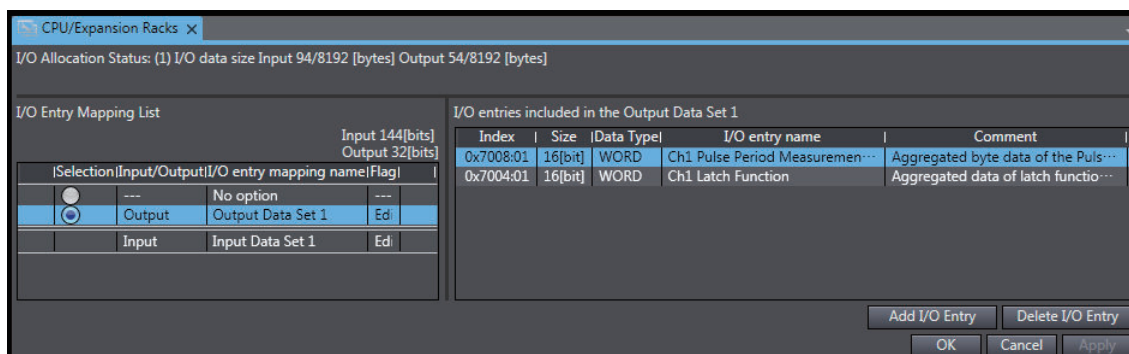 CPU/Expansion Racks X
I/O Allocation Status: (1) I/O data size Input 94/8192 [bytes] Output 54/8192 [bytes]
I/O Entry Mapping List
Input 144[bits]
Output 32[bits]
Selection Input/Output I/O entry mapping name Flag
--- No option ---
Output Output Data Set 1 Edi
Input Input Data Set 1 Edi
I/O entries included in the Output Data Set 1
Index Size Data Type I/O entry name Comment
0x7008:01 16[bit] WORD Ch1 Pulse Period Measuremen··· Aggregated byte data of the Puls···
0x7004:01 16[bit] WORD Ch1 Latch Function Aggregated data of latch functio···
Add I/O Entry Delete I/O Entry
OK Cancel Apply